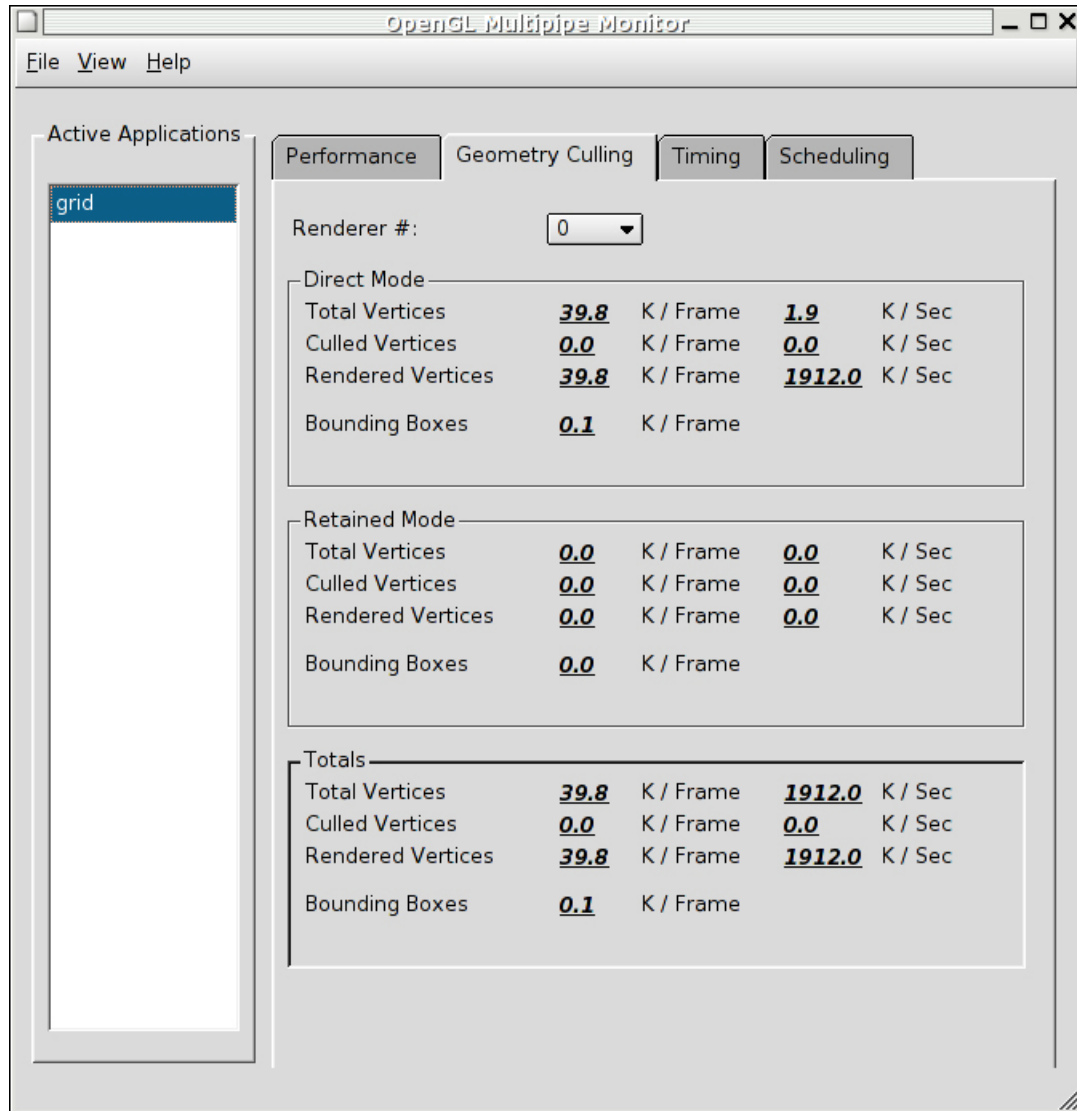 OpenGL Multipipe Monitor
File View Help
Active Applications
grid
Performance Geometry Culling Timing Scheduling
Renderer #: 0
Direct Mode
Total Vertices 39.8 K / Frame 1.9 K / Sec
Culled Vertices 0.0 K / Frame 0.0 K / Sec
Rendered Vertices 39.8 K / Frame 1912.0 K / Sec
Bounding Boxes 0.1 K / Frame
Retained Mode
Total Vertices 0.0 K / Frame 0.0 K / Sec
Culled Vertices 0.0 K / Frame 0.0 K / Sec
Rendered Vertices 0.0 K / Frame 0.0 K / Sec
Bounding Boxes 0.0 K / Frame
Totals
Total Vertices 39.8 K / Frame 1912.0 K / Sec
Culled Vertices 0.0 K / Frame 0.0 K / Sec
Rendered Vertices 39.8 K / Frame 1912.0 K / Sec
Bounding Boxes 0.1 K / Frame